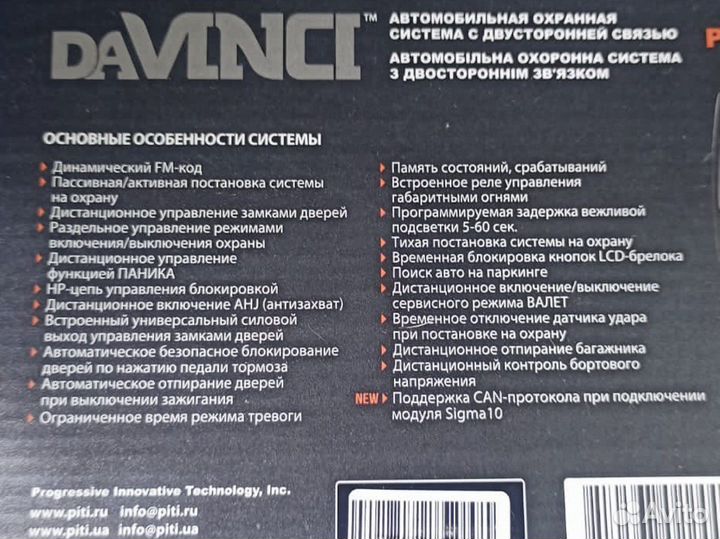 DAVINCI™
АВТОМОБИЛЬНАЯ ОХРАННАЯ
СИСТЕМА С ДВУСТОРОННЕЙ СВЯЗЬЮ
АВТОМОБІЛЬНА ОХОРОННА СИСТЕМА
З ДВОСТОРОННІМ ЗВ'ЯЗКОМ
ОСНОВНЫЕ ОСОБЕННОСТИ СИСТЕМЫ
Динамический FM-код
Пассивная/активная постановка системы
на охрану
Дистанционное управление замками дверей
Раздельное управление режимами
включения/выключения охраны
Дистанционное управление
функцией ПАНИКА
HP-цепь управления блокировкой
Дистанционное включение AHJ (антизахват)
Встроенный универсальный силовой
выход управления замками дверей
Автоматическое безопасное блокирование
дверей по нажатию педали тормоза
Автоматическое отпирание дверей
при выключении зажигания
Ограниченное время режима тревоги
Память состояний, срабатываний
Встроенное реле управления
габаритными огнями
Программируемая задержка вежливой
подсветки 5-60 сек.
Тихая постановка системы на охрану
Временная блокировка кнопок LCD-брелока
Поиск авто на паркинге
Дистанционное включение/выключение
сервисного режима ВАЛЕТ
Временное отключение датчика удара
при постановке на охрану
Дистанционное отпирание багажника
Дистанционный контроль бортового
напряжения
NEW Поддержка CAN-протокола при подключении
модуля Sigma10
Progressive Innovative Technology, Inc.
www.piti.ru info@piti.ru
www.piti.ua info@piti.ua
Avito